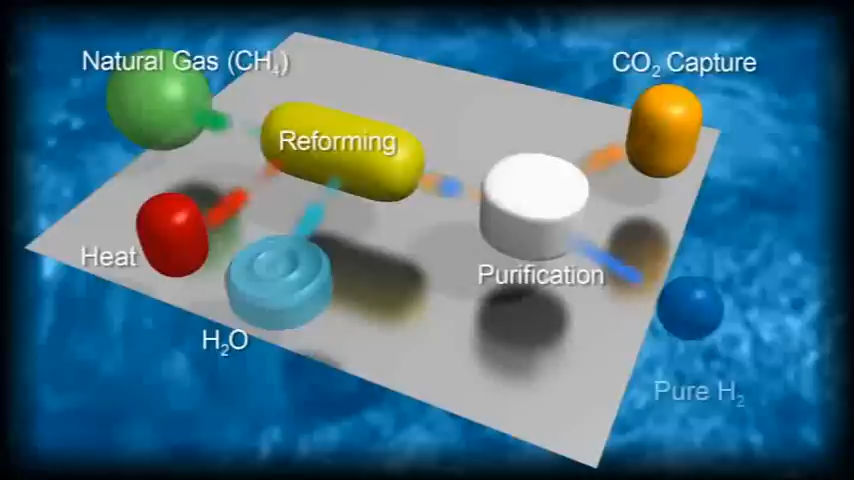 Natural Gas (CH₄)
CO₂ Capture
Reforming
Heat
Purification
H₂O
Pure H₂